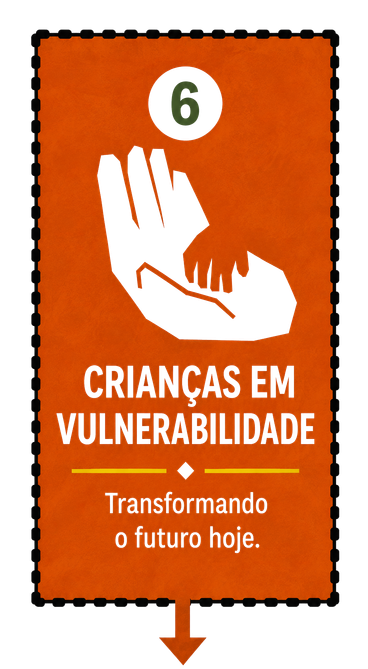 6
CRIANÇAS EM
VULNERABILIDADE
Transformando
o futuro hoje.